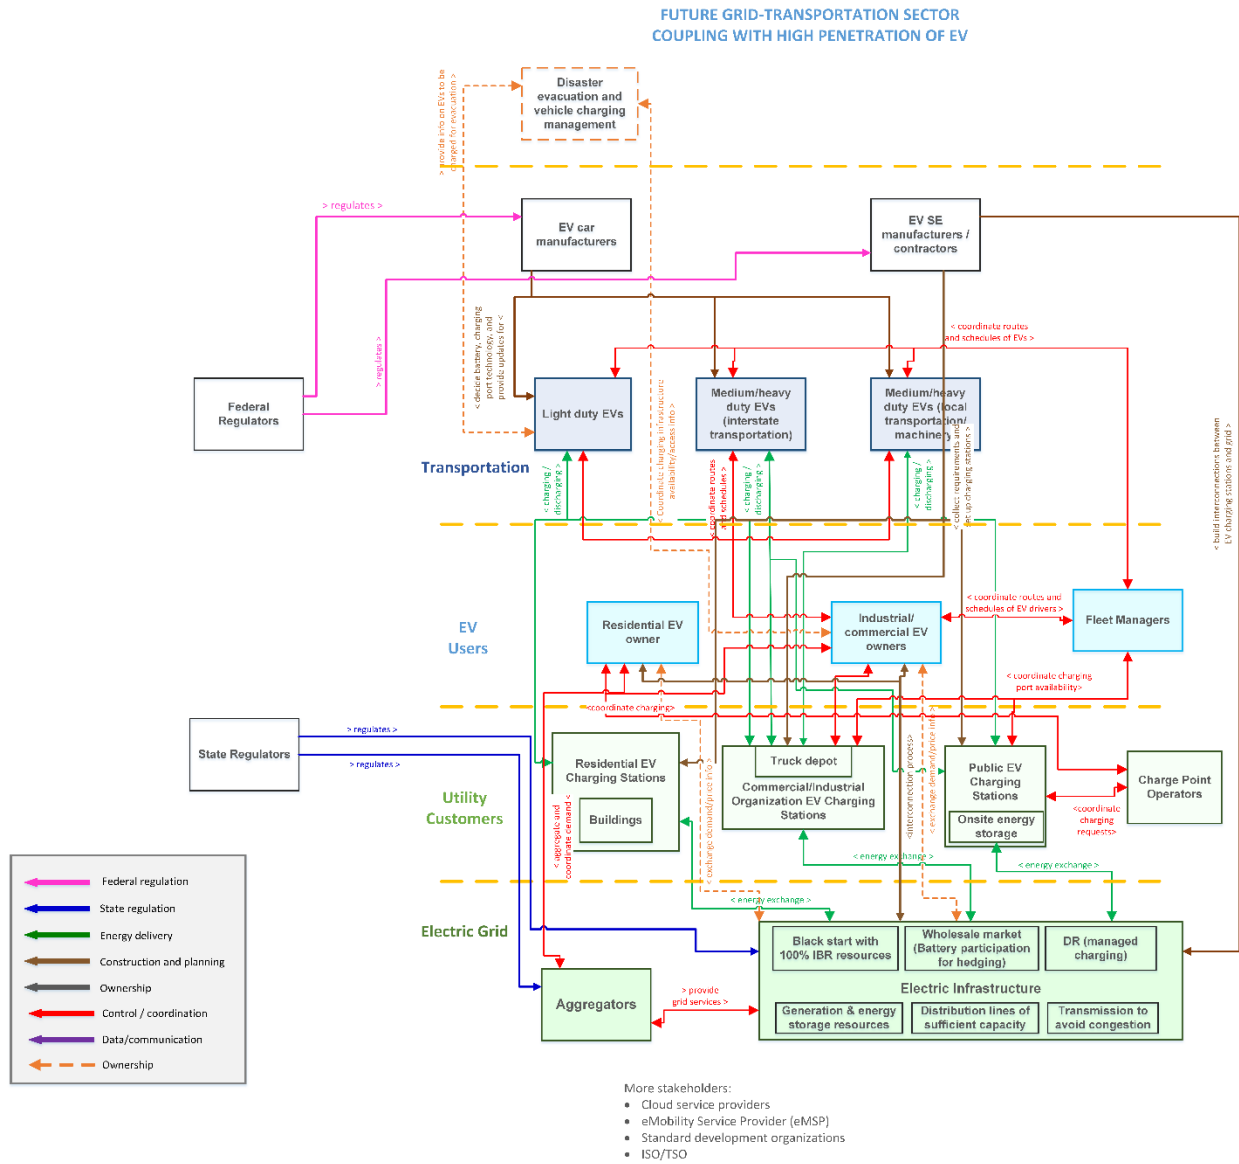 FUTURE GRID-TRANSPORTATION SECTOR
COUPLING WITH HIGH PENETRATION OF EV
Disaster
evacuation and
vehicle charging
management
> provide info on EVs to be
charged for evacuation >
> regulates >
EV car
manufacturers
EV SE
manufacturers /
contractors
> regulates >
< decide battery, charging
port technology, and
provide updates for <
< coordinate routes
and schedules of EVs >
Federal
Regulators
Light duty EVs
Medium/heavy
duty EVs
(interstate
transportation)
Medium/heavy
duty EVs (local
transportation/
machinery)
< Coordinate charging infrastructure
availability/access info >
< build interconnections between
EV charging stations and grid >
Transportation
< charging /
discharging >
< coordinate routes
and schedules >
< charging /
discharging >
< charging /
discharging >
< collect requirements and
set up charging stations >
EV
Users
Residential EV
owner
Industrial/
commercial EV
owners
< coordinate routes and
schedules of EV drivers >
Fleet Managers
< coordinate charging
port availability>
<coordinate charging>
State Regulators
> regulates >
> regulates >
Residential EV
Charging Stations
Buildings
Truck depot
Commercial/Industrial
Organization EV Charging
Stations
Public EV
Charging
Stations
Onsite energy
storage
Charge Point
Operators
<coordinate
charging
requests>
Utility
Customers
< aggregate and
coordinate demand <
< exchange demand/price info >
<interconnection process>
< exchange demand/price info >
< energy exchange >
< energy exchange >
< energy exchange >
Electric Grid
Black start with
100% IBR resources
Wholesale market
(Battery participation
for hedging)
DR (managed
charging)
Electric Infrastructure
Generation & energy
storage resources
Distribution lines of
sufficient capacity
Transmission to
avoid congestion
Aggregators
> provide
grid services >
Federal regulation
State regulation
Energy delivery
Construction and planning
Ownership
Control / coordination
Data/communication
Ownership
More stakeholders:
• Cloud service providers
• eMobility Service Provider (eMSP)
• Standard development organizations
• ISO/TSO